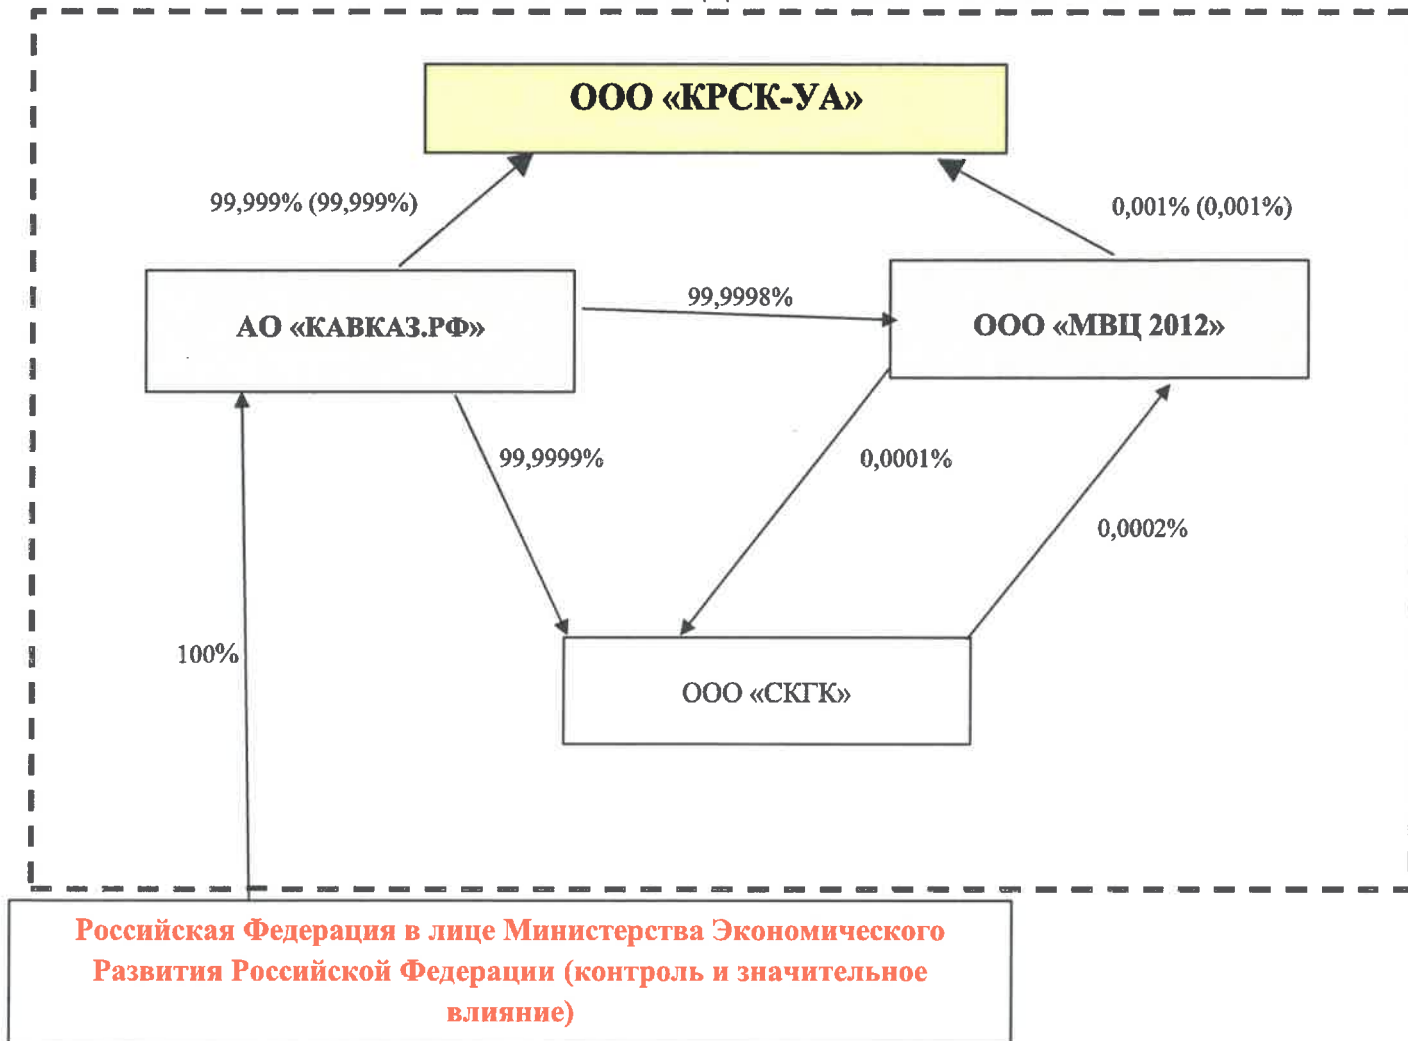 ООО «КРСК-УА»
99,999% (99,999%)
0,001% (0,001%)
АО «КАВКАЗ.РФ»
99,9998%
ООО «МВЦ 2012»
99,9999%
0,0001%
0,0002%
100%
ООО «СКГК»
Российская Федерация в лице Министерства Экономического
Развития Российской Федерации (контроль и значительное
влияние)